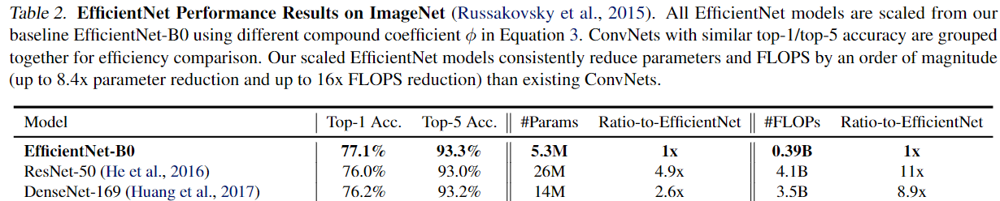 Table 2. EfficientNet Performance Results on ImageNet (Russakovsky et al., 2015). All EfficientNet models are scaled from our
baseline EfficientNet-B0 using different compound coefficient ϕ in Equation 3. ConvNets with similar top-1/top-5 accuracy are grouped
together for efficiency comparison. Our scaled EfficientNet models consistently reduce parameters and FLOPS by an order of magnitude
(up to 8.4x parameter reduction and up to 16x FLOPS reduction) than existing ConvNets.
Model Top-1 Acc. Top-5 Acc. #Params Ratio-to-EfficientNet #FLOPs Ratio-to-EfficientNet
EfficientNet-B0 77.1% 93.3% 5.3M 1x 0.39B 1x
ResNet-50 (He et al., 2016) 76.0% 93.0% 26M 4.9x 4.1B 11x
DenseNet-169 (Huang et al., 2017) 76.2% 93.2% 14M 2.6x 3.5B 8.9x